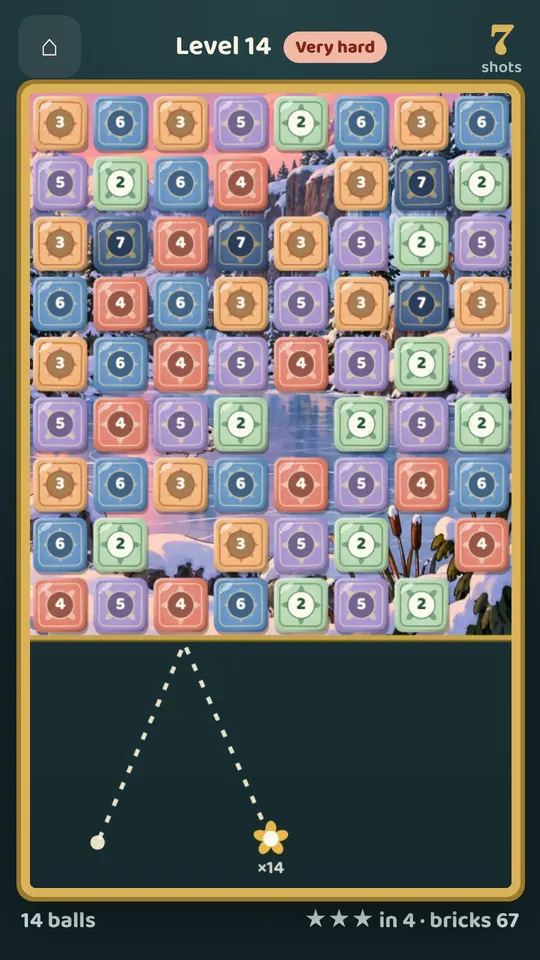 Level 14
Very hard
7
shots
3 6 3 5 2 6 3 6
5 2 6 4 3 7 2
3 7 4 7 3 5 2 5
6 4 6 3 5 3 7 3
3 6 4 5 4 5 2 5
5 4 5 2 2 5 2
3 6 3 6 4 5 4 6
6 2 3 5 2 4
4 5 4 6 2 5 2
×14
14 balls
★★★ in 4 · bricks 67